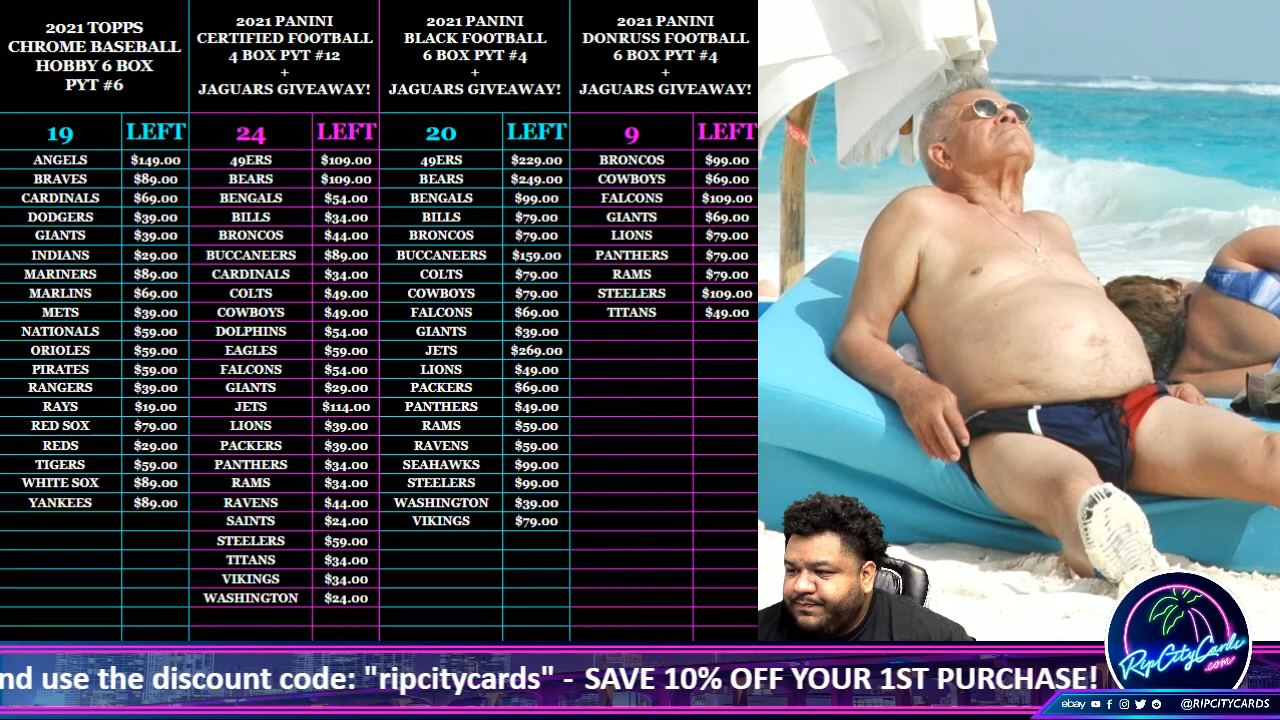 2021 TOPPS
CHROME BASEBALL
HOBBY 6 BOX
PYT #6
19 LEFT
ANGELS $149.00
BRAVES $89.00
CARDINALS $69.00
DODGERS $39.00
GIANTS $39.00
INDIANS $29.00
MARINERS $89.00
MARLINS $69.00
METS $39.00
NATIONALS $59.00
ORIOLES $59.00
PIRATES $59.00
RANGERS $39.00
RAYS $19.00
RED SOX $79.00
REDS $29.00
TIGERS $59.00
WHITE SOX $89.00
YANKEES $89.00
2021 PANINI
CERTIFIED FOOTBALL
4 BOX PYT #12
+
JAGUARS GIVEAWAY!
24 LEFT
49ERS $109.00
BEARS $109.00
BENGALS $54.00
BILLS $34.00
BRONCOS $44.00
BUCCANEERS $89.00
CARDINALS $34.00
COLTS $49.00
COWBOYS $49.00
DOLPHINS $54.00
EAGLES $59.00
FALCONS $54.00
GIANTS $29.00
JETS $114.00
LIONS $39.00
PACKERS $39.00
PANTHERS $34.00
RAMS $34.00
RAVENS $44.00
SAINTS $24.00
STEELERS $59.00
TITANS $34.00
VIKINGS $34.00
WASHINGTON $24.00
2021 PANINI
BLACK FOOTBALL
6 BOX PYT #4
+
JAGUARS GIVEAWAY!
20 LEFT
49ERS $229.00
BEARS $249.00
BENGALS $99.00
BILLS $79.00
BRONCOS $79.00
BUCCANEERS $159.00
COLTS $79.00
COWBOYS $79.00
FALCONS $69.00
GIANTS $39.00
JETS $269.00
LIONS $49.00
PACKERS $69.00
PANTHERS $49.00
RAMS $59.00
RAVENS $59.00
SEAHAWKS $99.00
STEELERS $99.00
WASHINGTON $39.00
VIKINGS $79.00
2021 PANINI
DONRUSS FOOTBALL
6 BOX PYT #4
+
JAGUARS GIVEAWAY!
9 LEFT
BRONCOS $99.00
COWBOYS $69.00
FALCONS $109.00
GIANTS $69.00
LIONS $79.00
PANTHERS $79.00
RAMS $79.00
STEELERS $109.00
TITANS $49.00
nd use the discount code: "ripcitycards" - SAVE 10% OFF YOUR 1ST PURCHASE!
RipCityCards
.com
ebay @RIPCITYCARDS